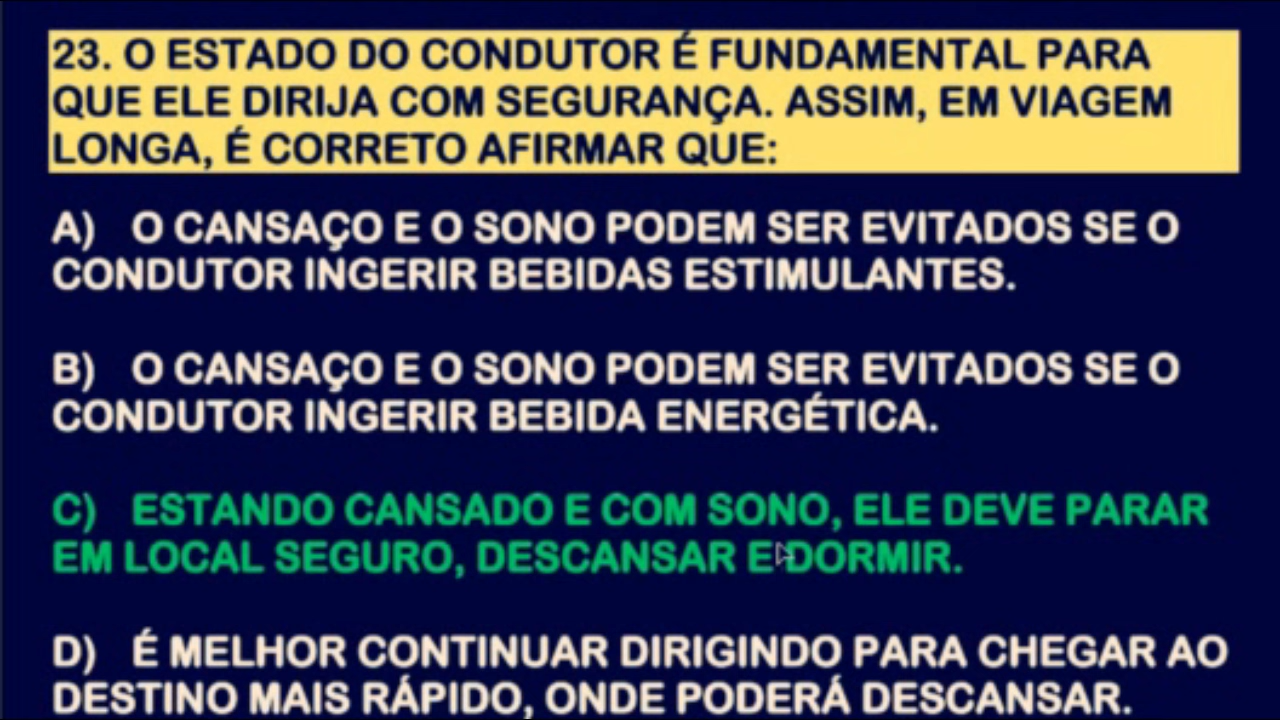 23. O ESTADO DO CONDUTOR É FUNDAMENTAL PARA
QUE ELE DIRIJA COM SEGURANÇA. ASSIM, EM VIAGEM
LONGA, É CORRETO AFIRMAR QUE:
A) O CANSAÇO E O SONO PODEM SER EVITADOS SE O
CONDUTOR INGERIR BEBIDAS ESTIMULANTES.
B) O CANSAÇO E O SONO PODEM SER EVITADOS SE O
CONDUTOR INGERIR BEBIDA ENERGÉTICA.
C) ESTANDO CANSADO E COM SONO, ELE DEVE PARAR
EM LOCAL SEGURO, DESCANSAR E DORMIR.
D) É MELHOR CONTINUAR DIRIGINDO PARA CHEGAR AO
DESTINO MAIS RÁPIDO, ONDE PODERÁ DESCANSAR.